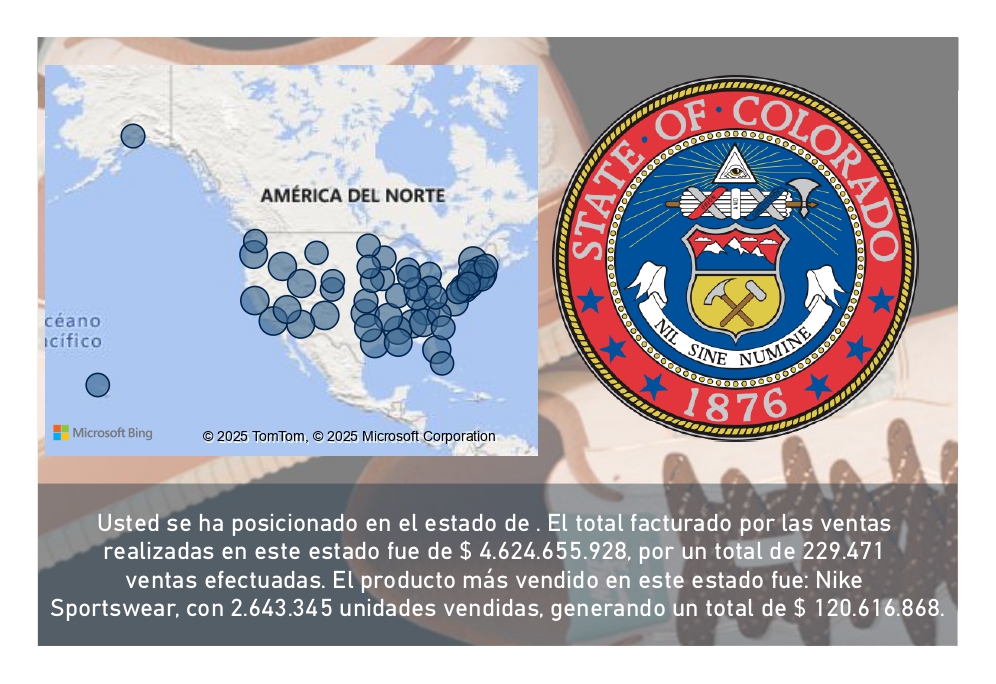 AMÉRICA DEL NORTE
céano
acífico
Microsoft Bing
© 2025 TomTom, © 2025 Microsoft Corporation
STATE · OF · COLORADO
NIL SINE NUMINE
1876
Usted se ha posicionado en el estado de . El total facturado por las ventas
realizadas en este estado fue de $ 4.624.655.928, por un total de 229.471
ventas efectuadas. El producto más vendido en este estado fue: Nike
Sportswear, con 2.643.345 unidades vendidas, generando un total de $ 120.616.868.